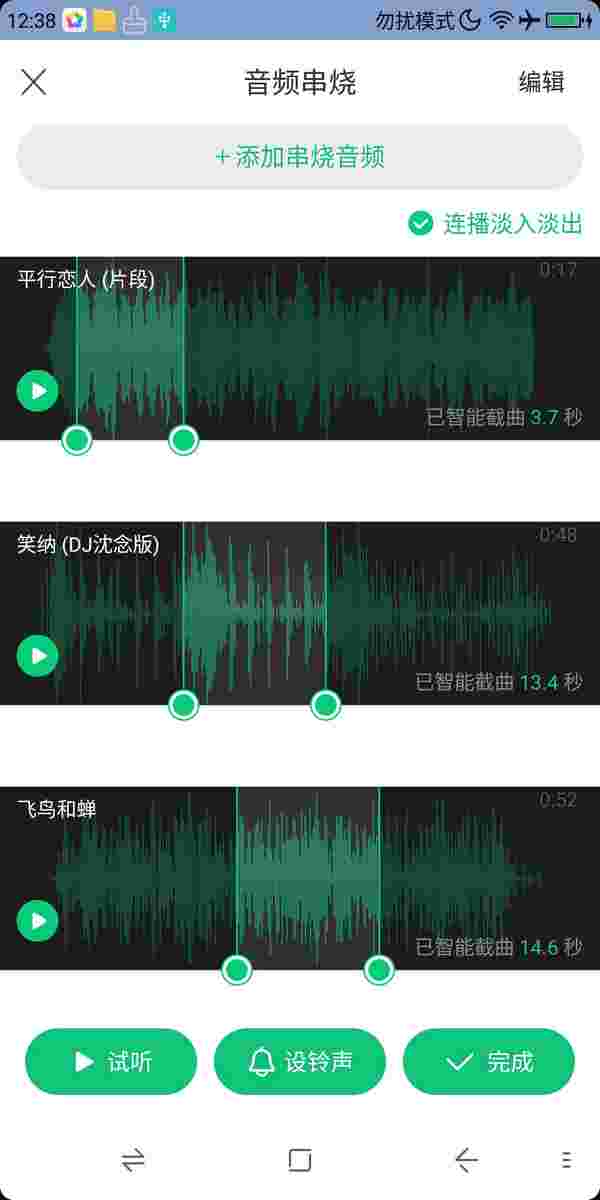 12:38 勿扰模式
音频串烧 编辑
+添加串烧音频
连播淡入淡出
平行恋人 (片段) 0:17
已智能截曲 3.7 秒
笑纳 (DJ沈念版) 0:48
已智能截曲 13.4 秒
飞鸟和蝉 0:52
已智能截曲 14.6 秒
试听 设铃声 完成